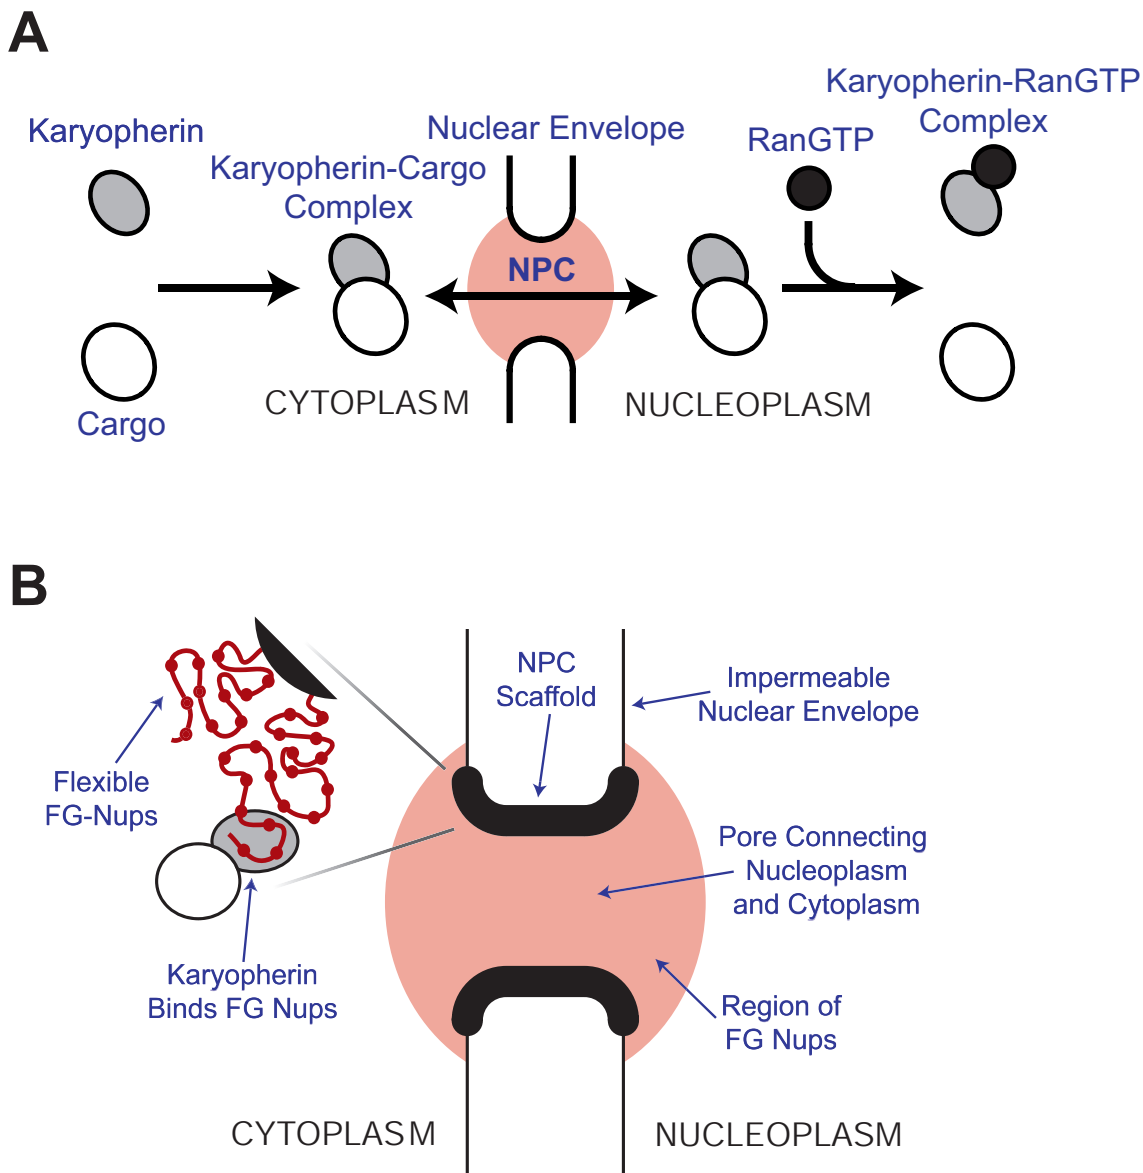 A
Karyopherin
Karyopherin-Cargo
Complex
Nuclear Envelope
RanGTP
Karyopherin-RanGTP
Complex
NPC
Cargo
CYTOPLASM
NUCLEOPLASM
B
Flexible
FG-Nups
NPC
Scaffold
Impermeable
Nuclear Envelope
Pore Connecting
Nucleoplasm
and Cytoplasm
Karyopherin
Binds FG Nups
Region of
FG Nups
CYTOPLASM
NUCLEOPLASM